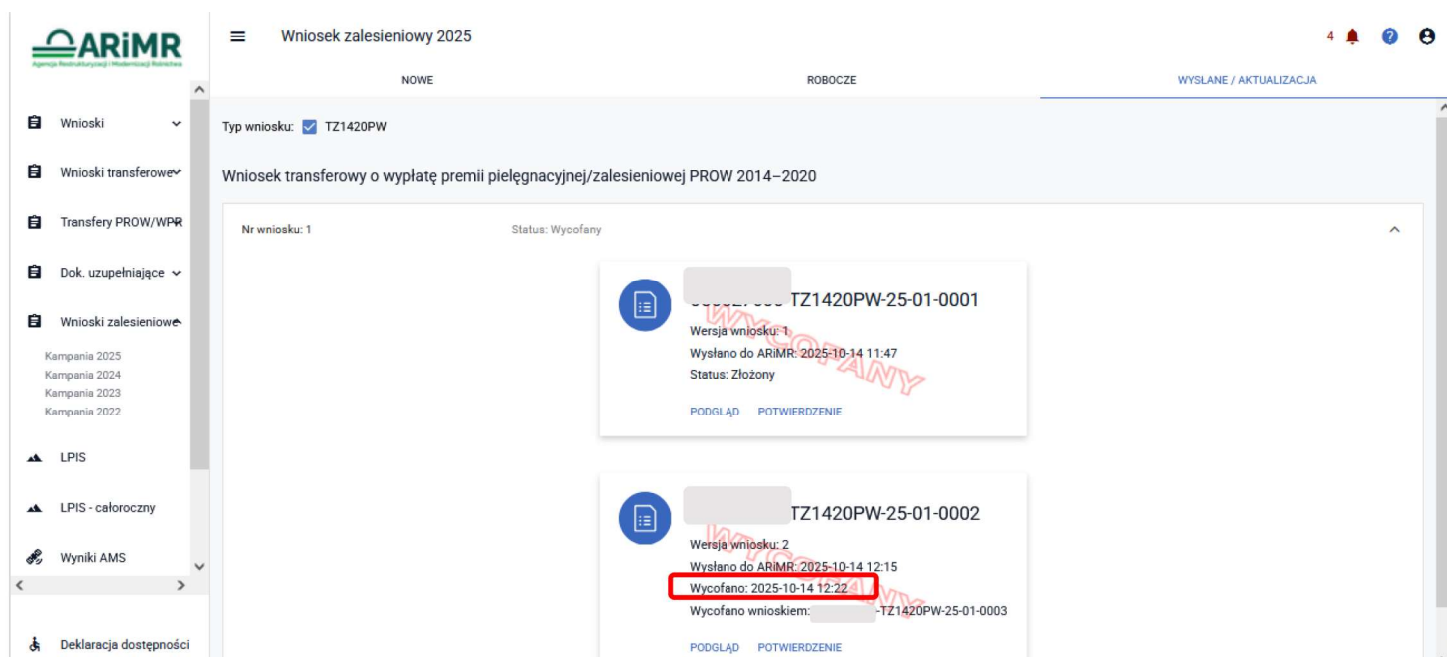 ARiMR
Agencja Restrukturyzacji i Modernizacji Rolnictwa
Wniosek zalesieniowy 2025
4
NOWE
ROBOCZE
WYSŁANE / AKTUALIZACJA
Wnioski
Wnioski transferowe
Transfery PROW/WPR
Dok. uzupełniające
Wnioski zalesieniowe
Kampania 2025
Kampania 2024
Kampania 2023
Kampania 2022
LPIS
LPIS - całoroczny
Wyniki AMS
Deklaracja dostępności
Typ wniosku: TZ1420PW
Wniosek transferowy o wypłatę premii pielęgnacyjnej/zalesieniowej PROW 2014–2020
Nr wniosku: 1 Status: Wycofany
-TZ1420PW-25-01-0001
Wersja wniosku: 1
Wysłano do ARiMR: 2025-10-14 11:47
Status: Złożony
WYCOFANY
PODGLĄD POTWIERDZENIE
TZ1420PW-25-01-0002
Wersja wniosku: 2
Wysłano do ARiMR: 2025-10-14 12:15
Wycofano: 2025-10-14 12:22
Wycofano wnioskiem: -TZ1420PW-25-01-0003
WYCOFANY
PODGLĄD POTWIERDZENIE